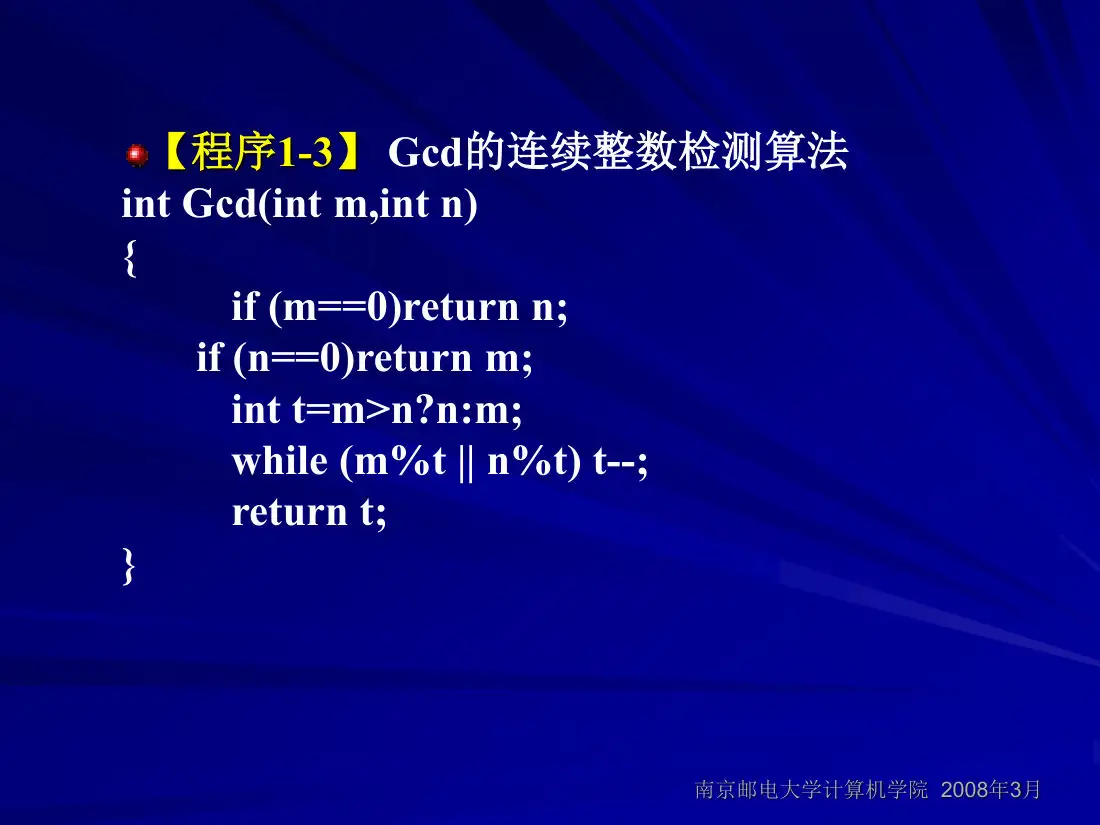 【程序1-3】 Gcd的连续整数检测算法
int Gcd(int m,int n)
{
if (m==0)return n;
if (n==0)return m;
int t=m>n?n:m;
while (m%t || n%t) t--;
return t;
}
南京邮电大学计算机学院 2008年3月